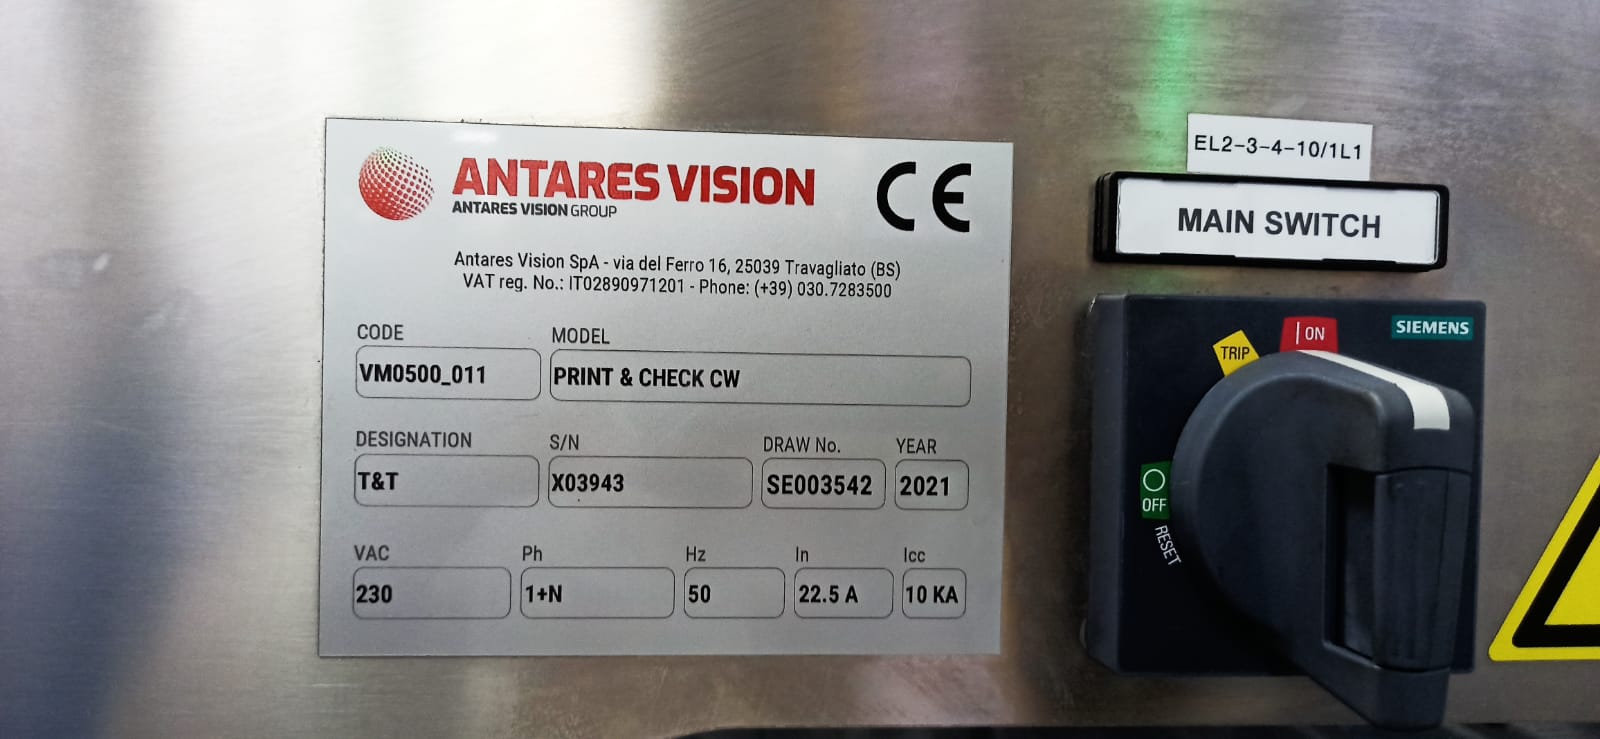 ANTARES VISION
ANTARES VISION GROUP
CE
Antares Vision SpA - via del Ferro 16, 25039 Travagliato (BS)
VAT reg. No.: IT02890971201 - Phone: (+39) 030.7283500
CODE MODEL
VM0500_011 PRINT & CHECK CW
DESIGNATION S/N DRAW No. YEAR
T&T X03943 SE003542 2021
VAC Ph Hz In Icc
230 1+N 50 22.5 A 10 KA
EL2-3-4-10/1L1
MAIN SWITCH
SIEMENS
| ON
TRIP
OFF
RESET